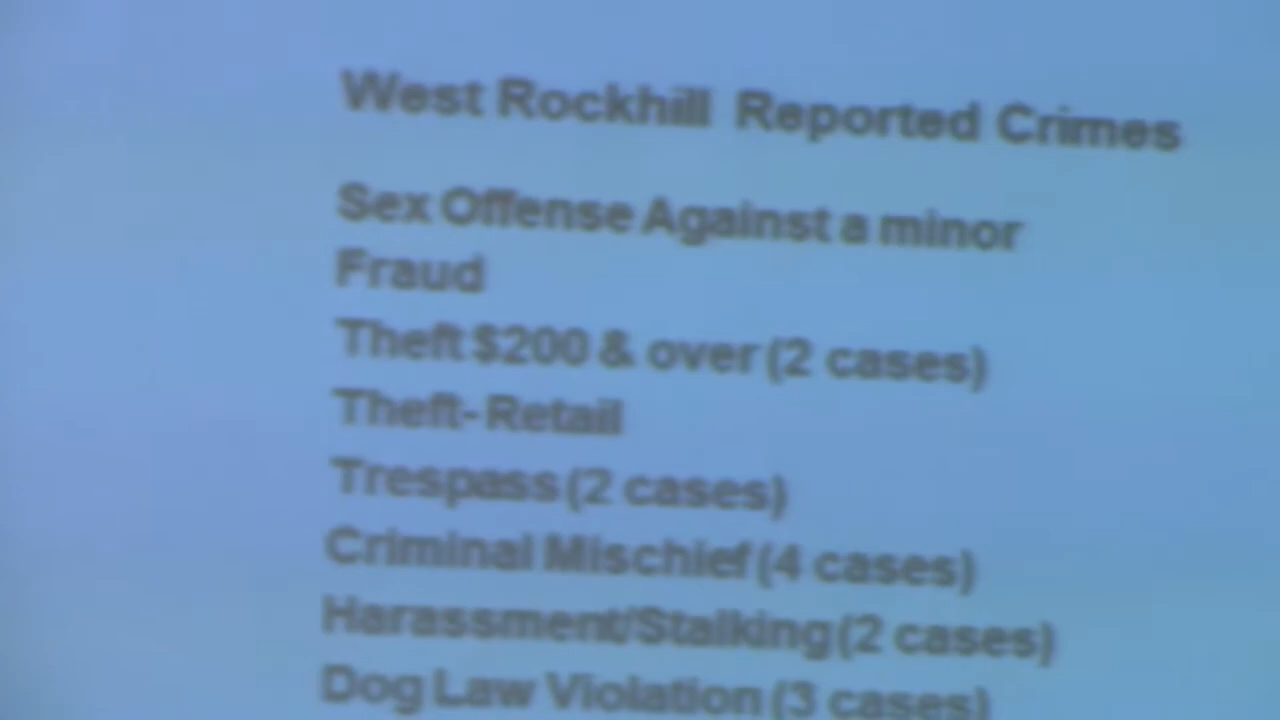 West Rockhill Reported Crimes
Sex Offense Against a minor
Fraud
Theft $200 & over (2 cases)
Theft- Retail
Trespass (2 cases)
Criminal Mischief (4 cases)
Harassment/Stalking (2 cases)
Dog Law Violation (3 cases)